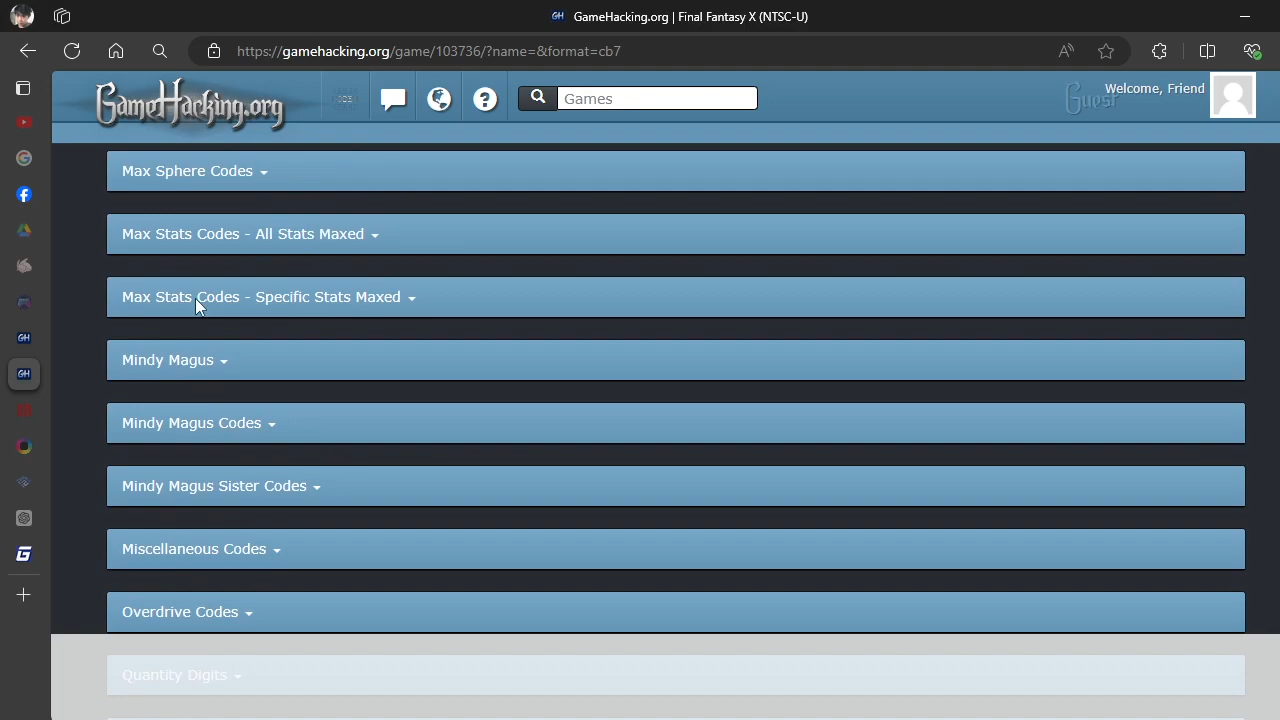 GameHacking.org | Final Fantasy X (NTSC-U)
https://gamehacking.org/game/103736/?name=&format=cb7
GameHacking.org
Games
Guest
Welcome, Friend
Max Sphere Codes
Max Stats Codes - All Stats Maxed
Max Stats Codes - Specific Stats Maxed
Mindy Magus
Mindy Magus Codes
Mindy Magus Sister Codes
Miscellaneous Codes
Overdrive Codes
Quantity Digits